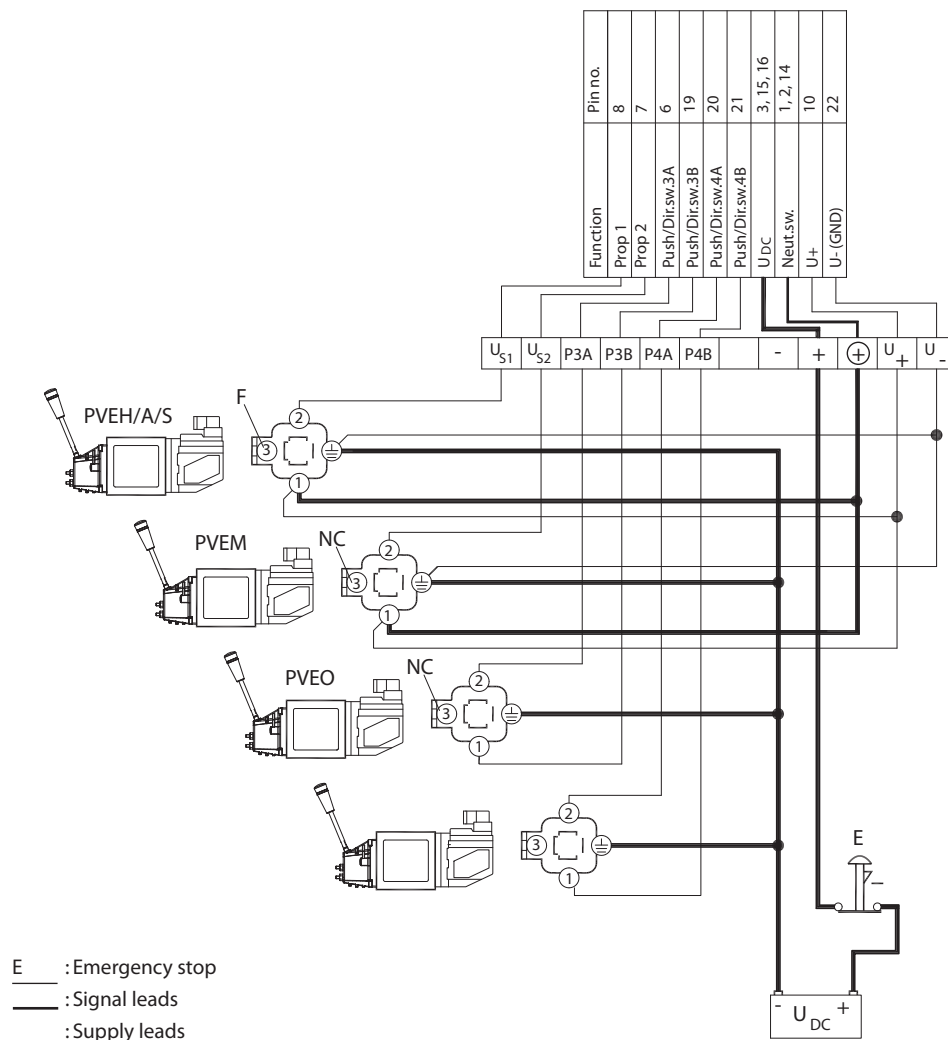 Function Pin no.
Prop 1 8
Prop 2 7
Push/Dir.sw.3A 6
Push/Dir.sw.3B 19
Push/Dir.sw.4A 20
Push/Dir.sw.4B 21
UDC 3, 15, 16
Neut.sw. 1, 2, 14
U+ 10
U- (GND) 22
US1 US2 P3A P3B P4A P4B - + + U+ U-
PVEH/A/S
F
2
3
1
PVEM
NC
2
3
1
PVEO
NC
2
3
1
2
3
1
E
E : Emergency stop
: Signal leads
: Supply leads
- UDC +